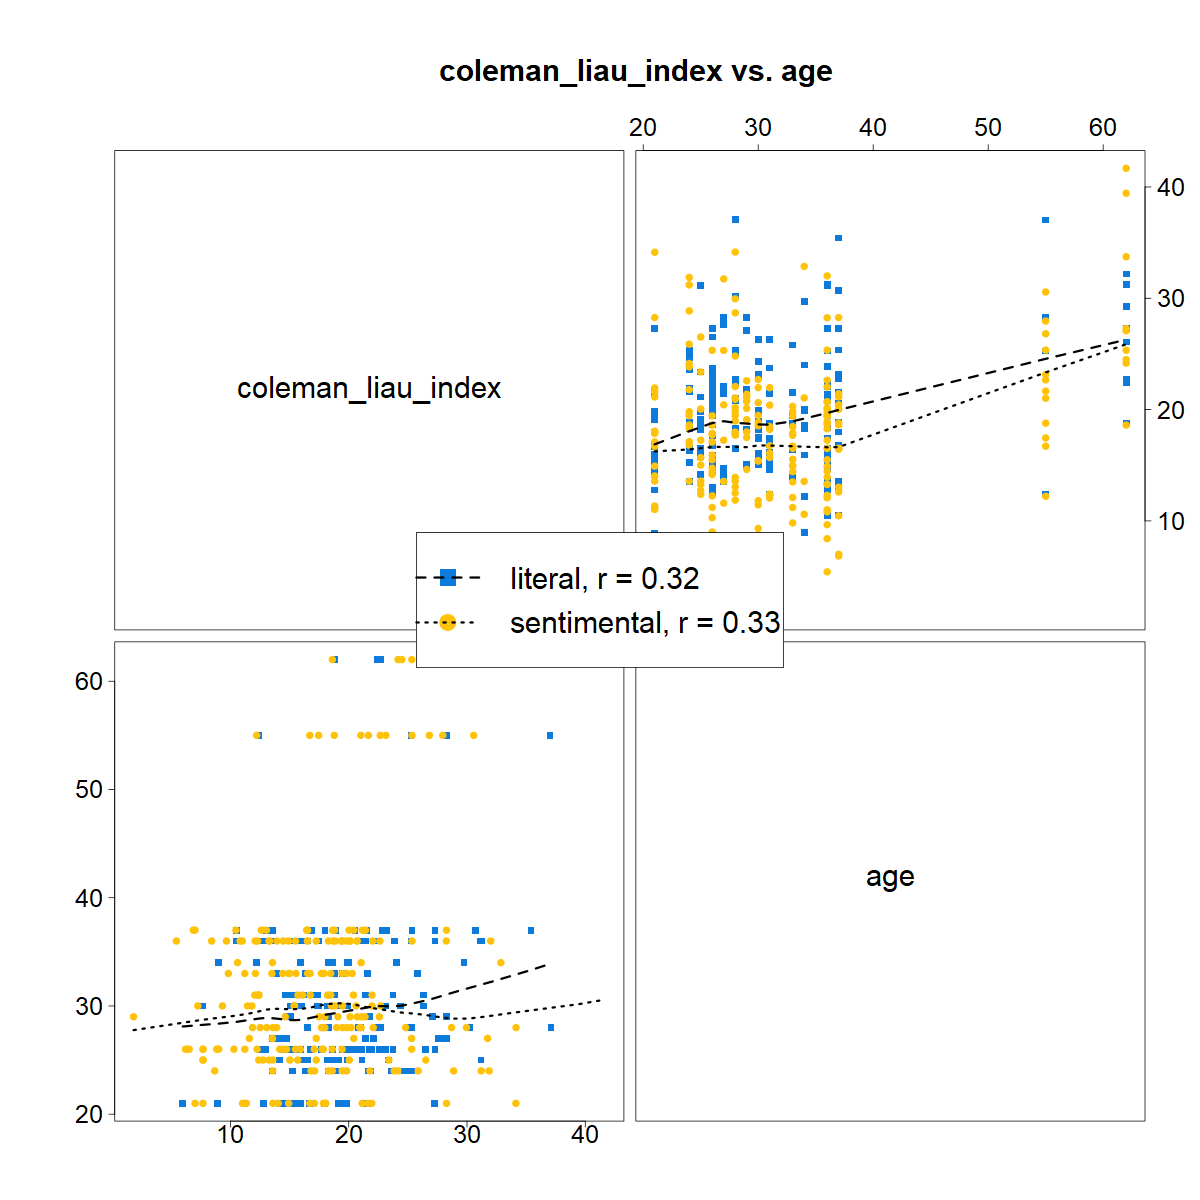 coleman_liau_index vs. age
20 30 40 50 60
40
30
20
10
coleman_liau_index
literal, r = 0.32
sentimental, r = 0.33
60
50
40
30
20
age
10 20 30 40